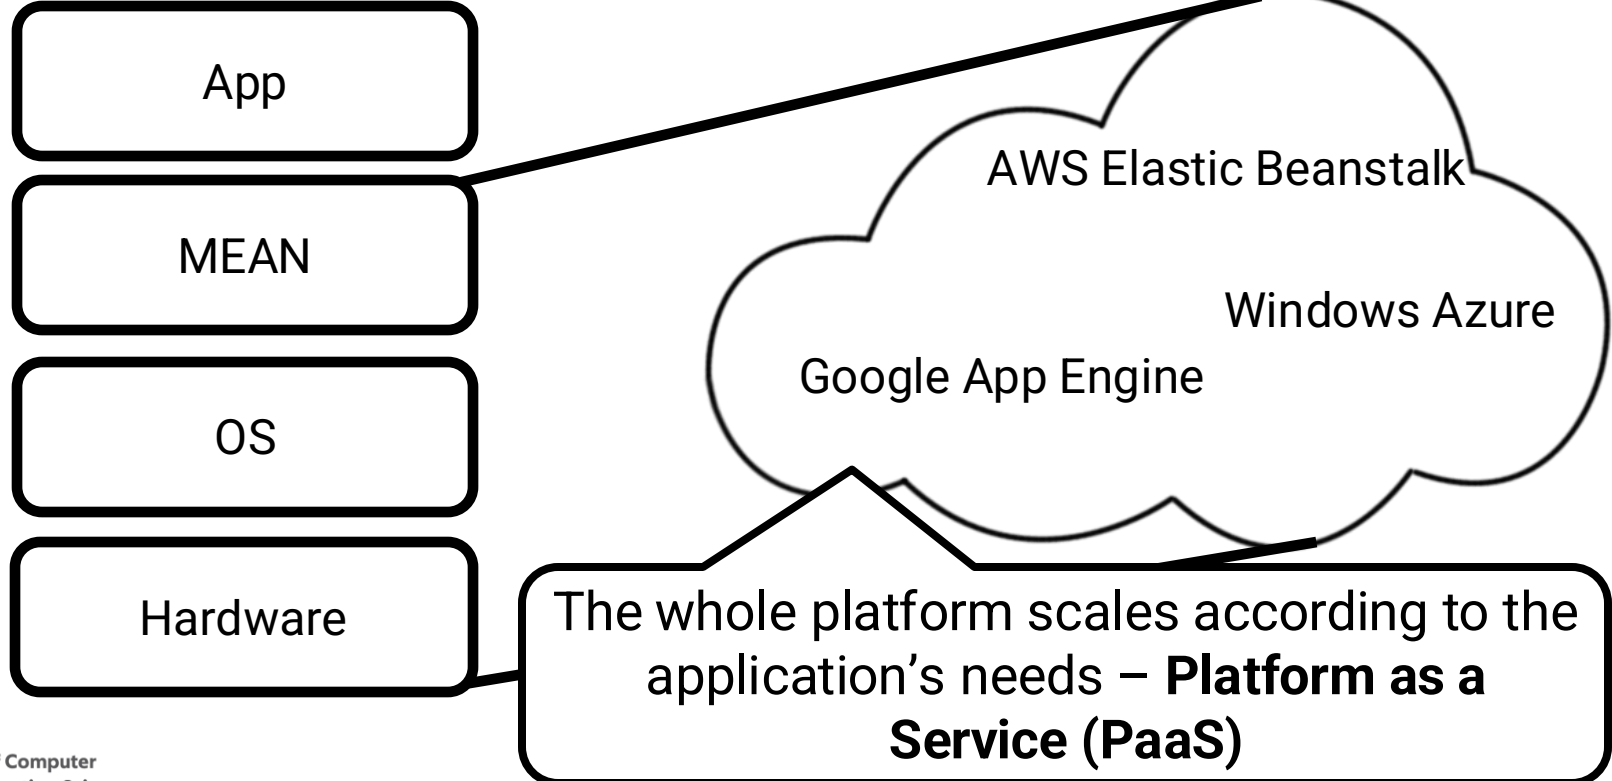 App
MEAN
OS
Hardware
AWS Elastic Beanstalk
Windows Azure
Google App Engine
The whole platform scales according to the
application’s needs – Platform as a
Service (PaaS)
Computer